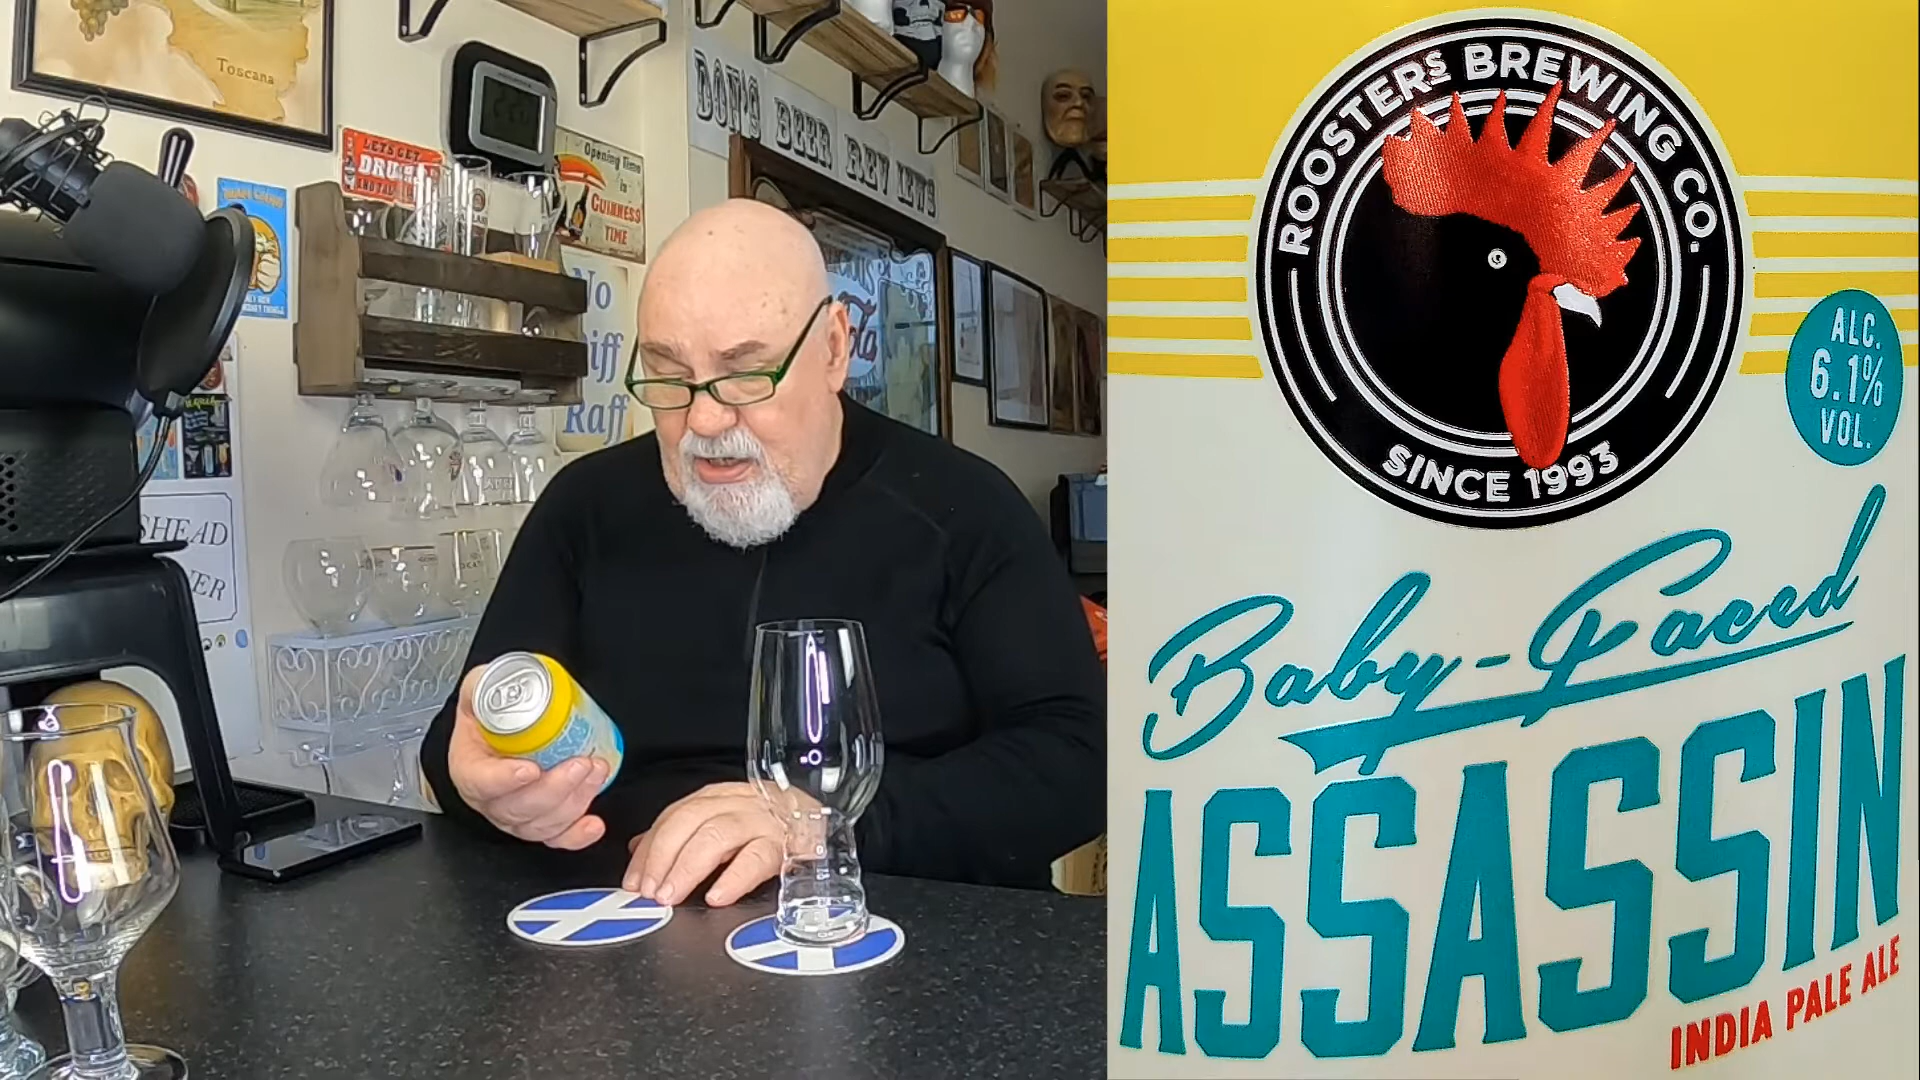 Toscana
LETS GET
DRUNK
Opening Time
is
GUINNESS
TIME
DON'S BEER REVIEWS
No
Raff
SHEAD
ROOSTERS BREWING CO.
SINCE 1993
ALC.
6.1%
VOL.
Baby-Faced
ASSASSIN
INDIA PALE ALE